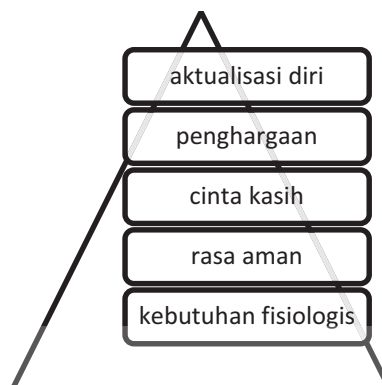 aktualisasi diri
penghargaan
cinta kasih
rasa aman
kebutuhan fisiologis